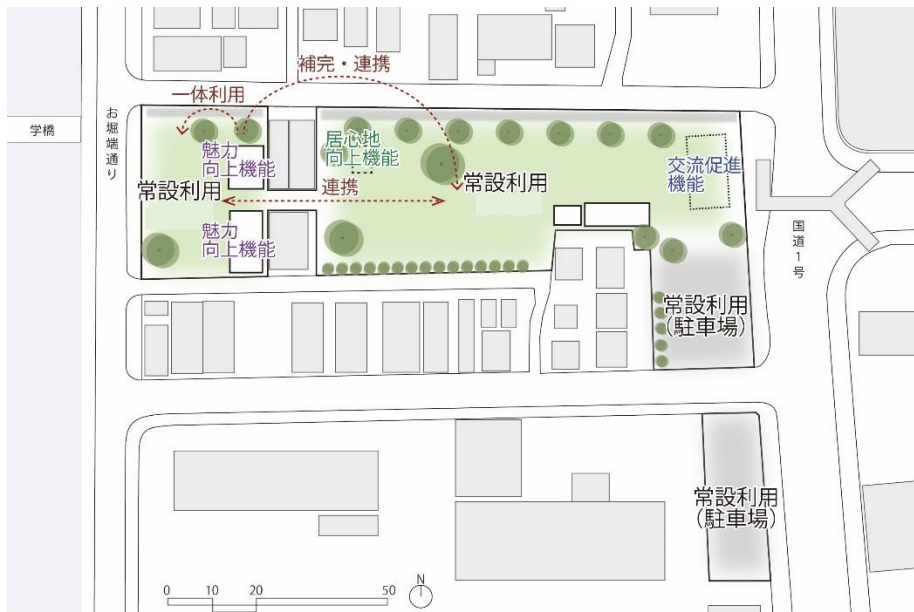 補完・連携
一体利用
お堀端通り
学橋
魅力
向上機能
居心地
向上機能
交流促進
機能
常設利用
連携
常設利用
魅力
向上機能
国道1号
常設利用
(駐車場)
常設利用
(駐車場)
0 10 20 50
N